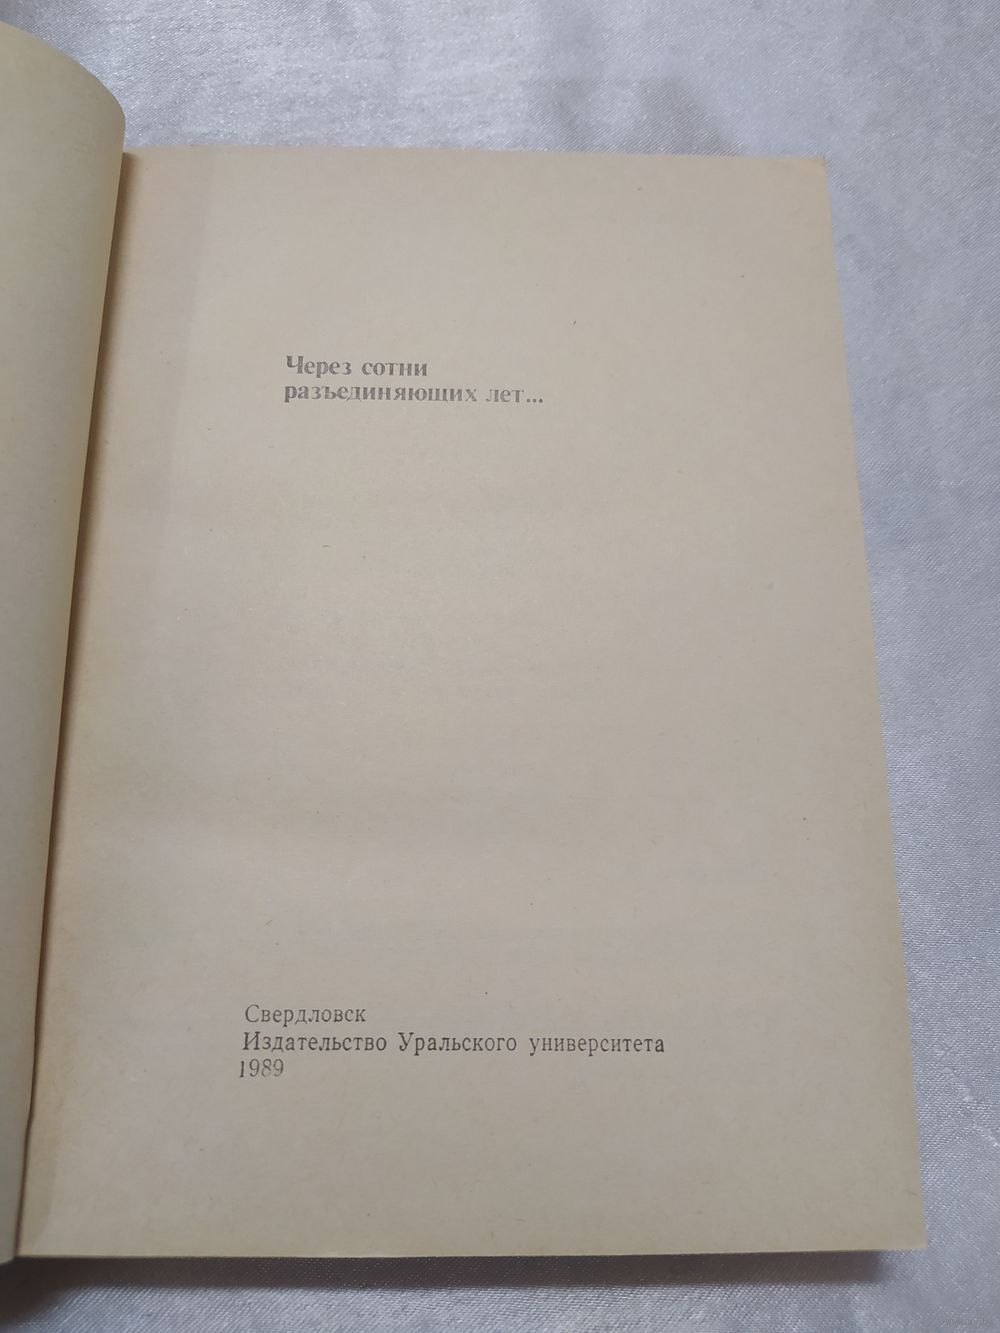 Через сотни
разъединяющих лет...
Свердловск
Издательство Уральского университета
1989